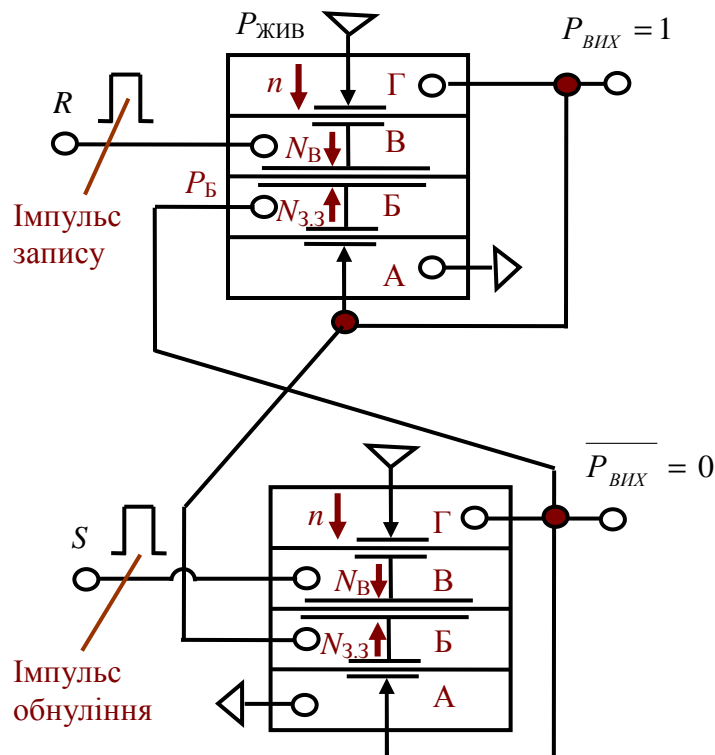 P_ЖИВ
P_ВИХ = 1
n
Г
R
N_В
В
P_Б
Б
N_З.З
Імпульс
запису
А
P_ВИХ = 0
n
Г
S
N_В
В
N_З.З
Б
Імпульс
обнуління
А